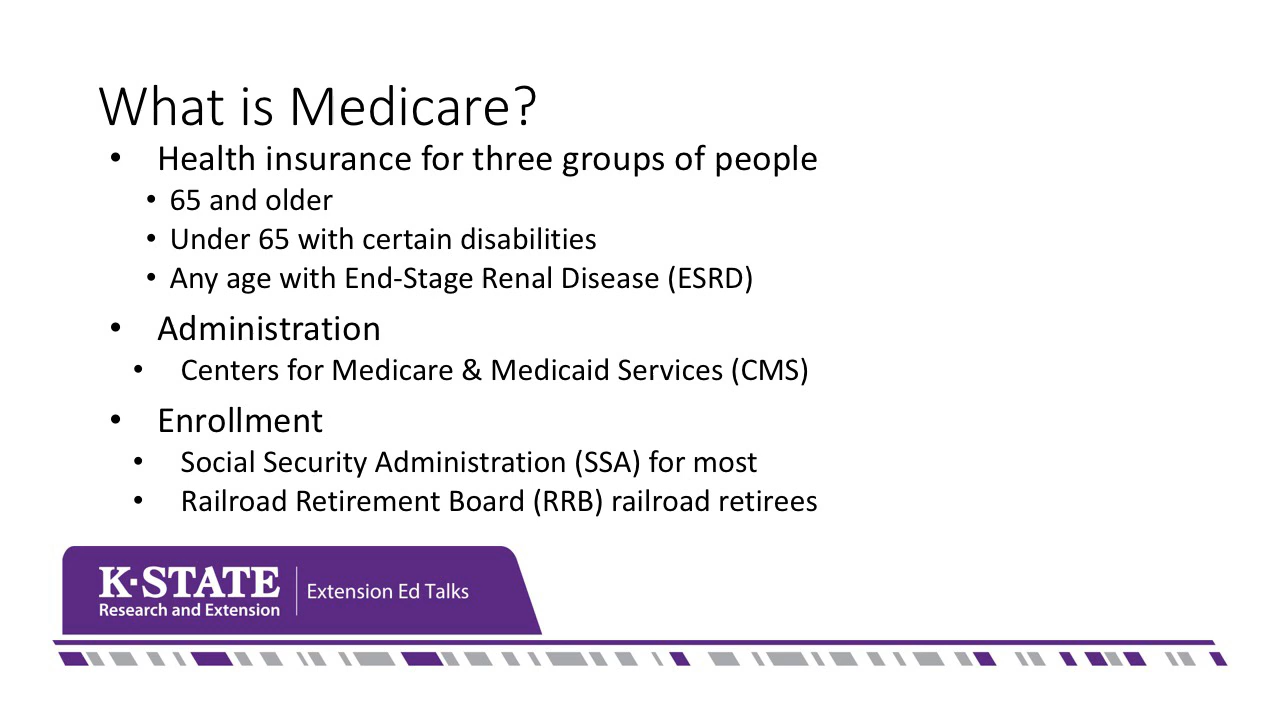 What is Medicare?
• Health insurance for three groups of people
• 65 and older
• Under 65 with certain disabilities
• Any age with End-Stage Renal Disease (ESRD)
• Administration
• Centers for Medicare & Medicaid Services (CMS)
• Enrollment
• Social Security Administration (SSA) for most
• Railroad Retirement Board (RRB) railroad retirees
K·STATE
Research and Extension
Extension Ed Talks